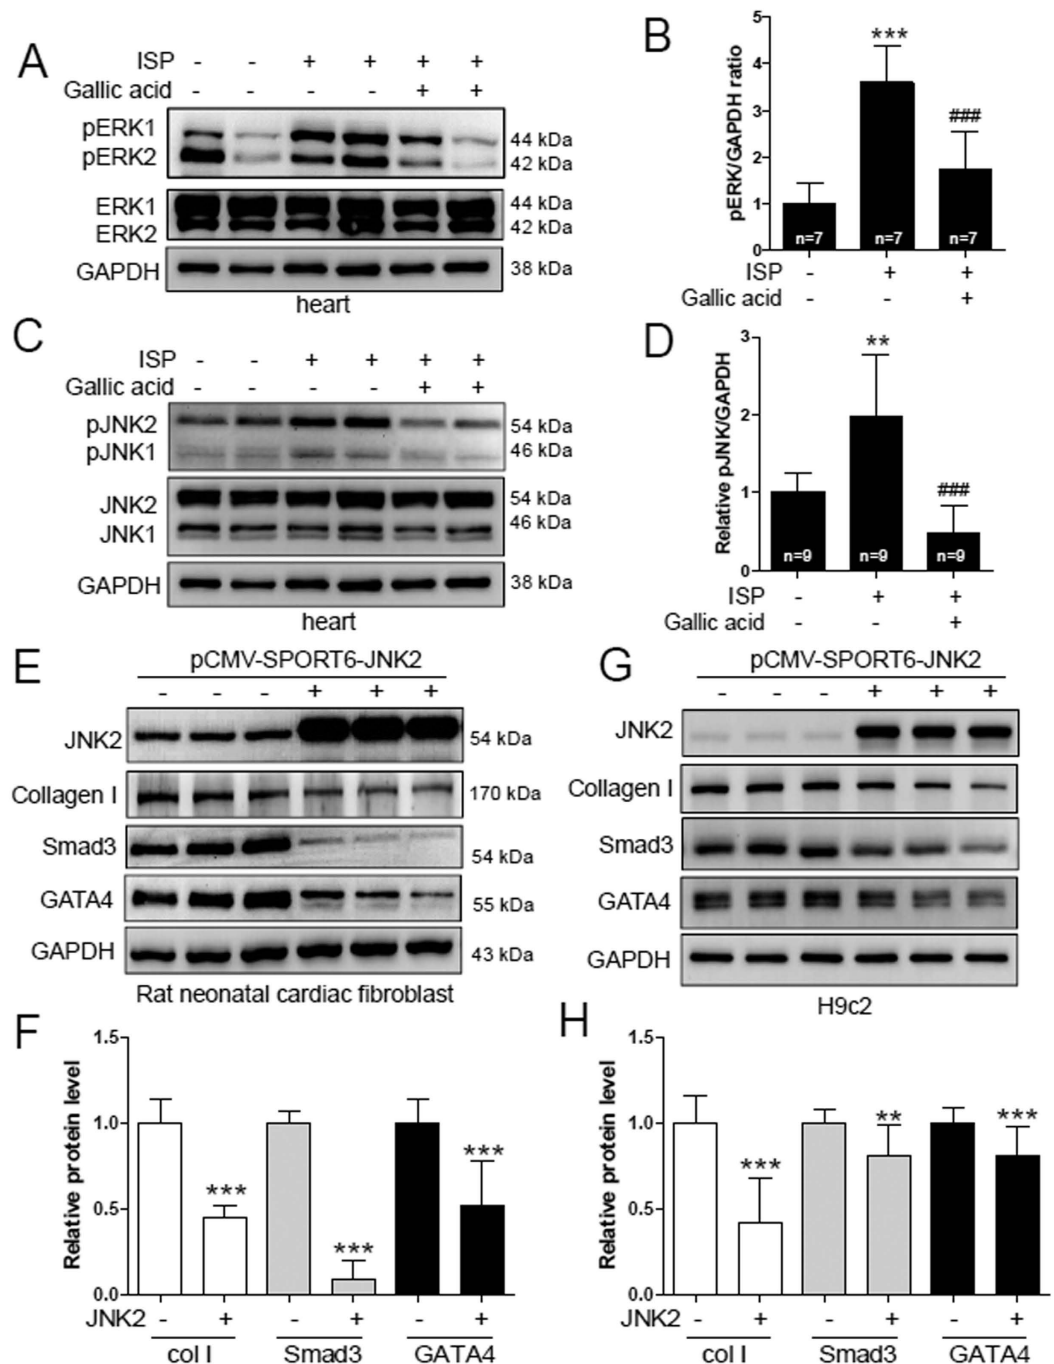 A
ISP - - + + + +
Gallic acid - - - - + +
pERK1 44 kDa
pERK2 42 kDa
ERK1 44 kDa
ERK2 42 kDa
GAPDH 38 kDa
heart
B
pERK/GAPDH ratio
5
4
3
2
1
0
***
###
n=7 n=7 n=7
ISP - + +
Gallic acid - - +
C
ISP - - + + + +
Gallic acid - - - - + +
pJNK2 54 kDa
pJNK1 46 kDa
JNK2 54 kDa
JNK1 46 kDa
GAPDH 38 kDa
heart
D
Relative pJNK/GAPDH
3
2
1
0
**
###
n=9 n=9 n=9
ISP - + +
Gallic acid - - +
E
pCMV-SPORT6-JNK2
- - - + + +
JNK2 54 kDa
Collagen I 170 kDa
Smad3 54 kDa
GATA4 55 kDa
GAPDH 43 kDa
Rat neonatal cardiac fibroblast
G
pCMV-SPORT6-JNK2
- - - + + +
JNK2
Collagen I
Smad3
GATA4
GAPDH
H9c2
F
Relative protein level
1.5
1.0
0.5
0.0
***
***
***
JNK2 - + - + - +
col I Smad3 GATA4
H
Relative protein level
1.5
1.0
0.5
0.0
***
**
***
JNK2 - + - + - +
col I Smad3 GATA4